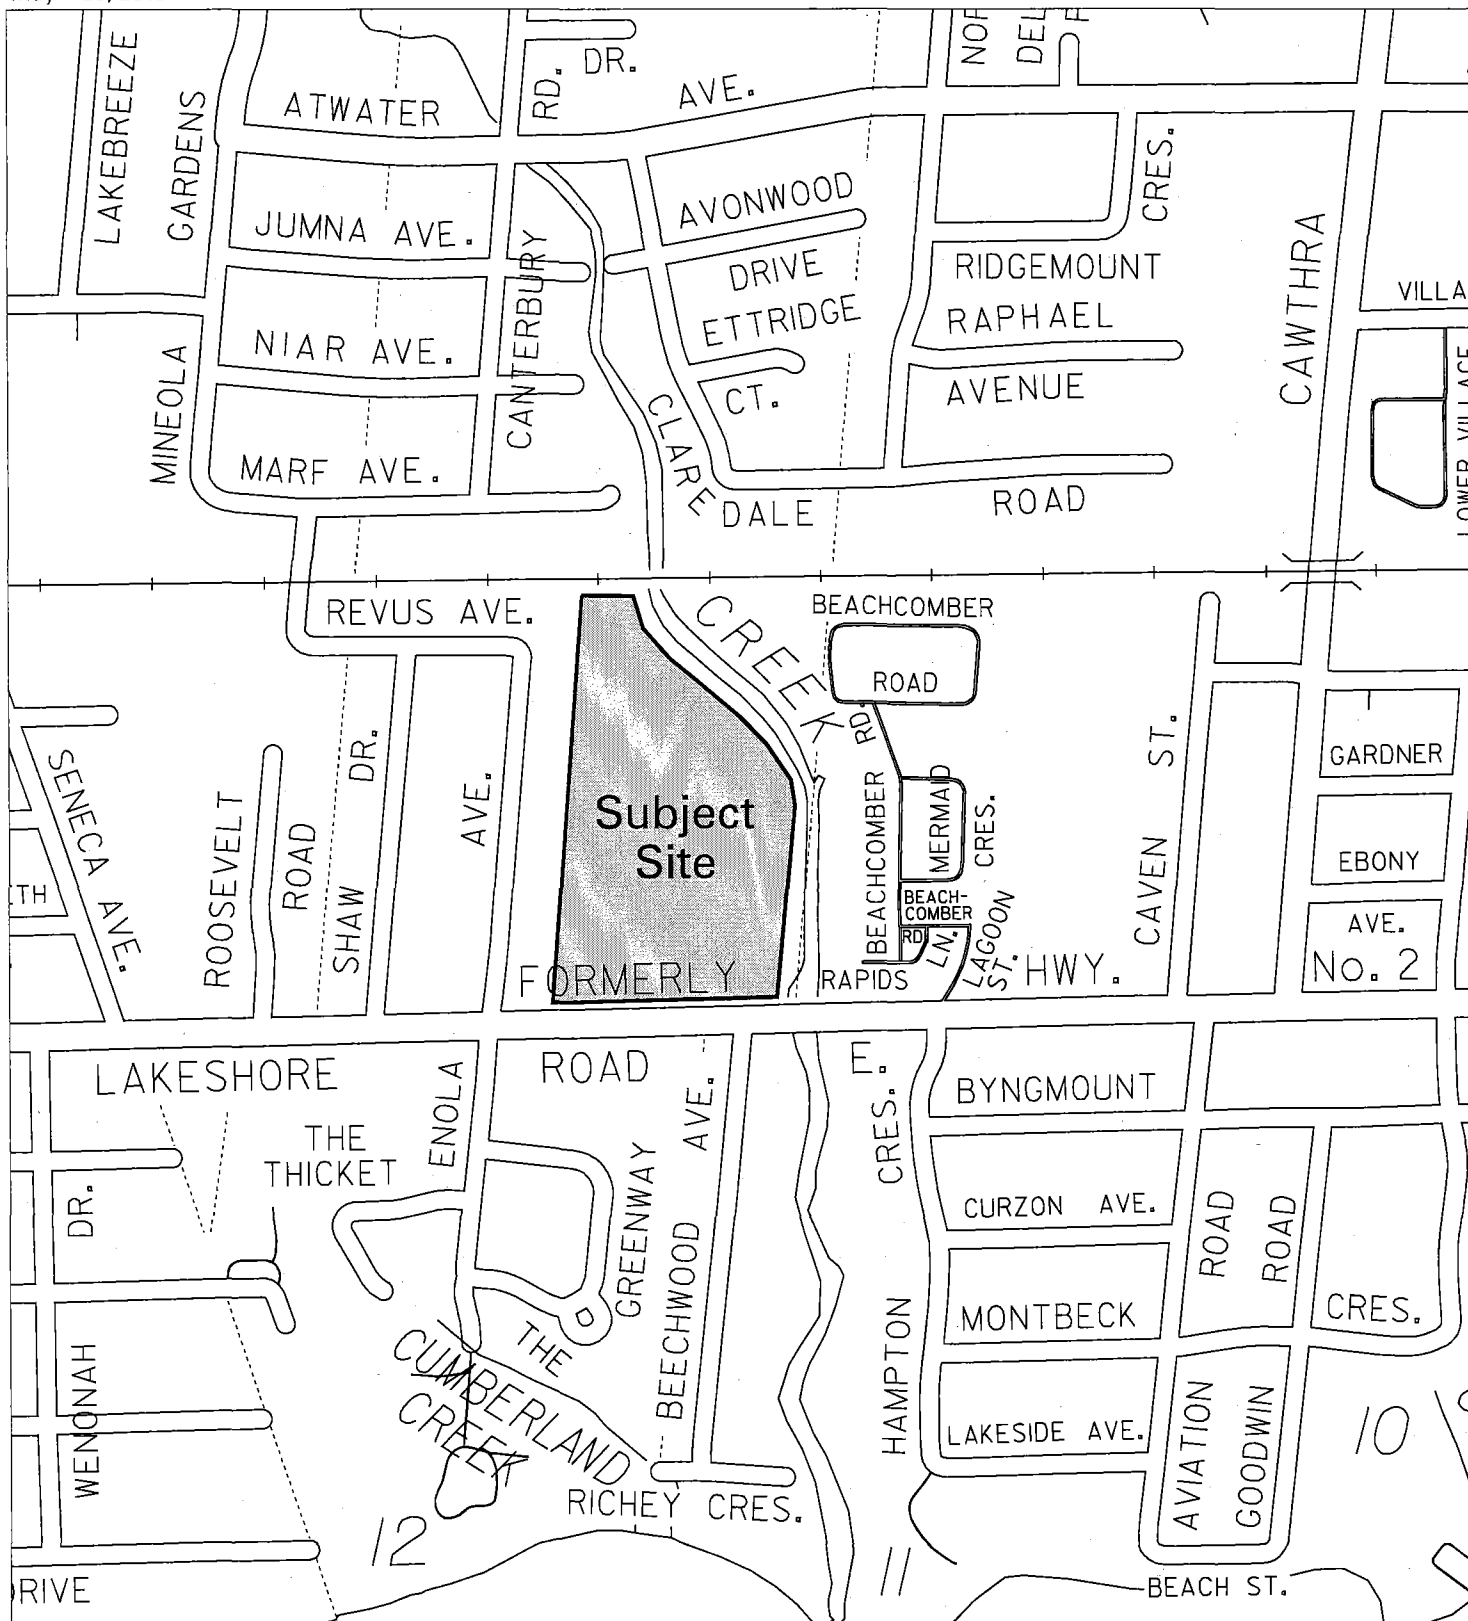 LAKEBREEZE
GARDENS
ATWATER
RD.
DR.
AVE.
CRES.
JUMNA AVE.
AVONWOOD
DRIVE
CANTERBURY
RIDGEMOUNT
CAWTHRA
VILLA
ETTRIDGE
CT.
RAPHAEL
AVENUE
NIAR AVE.
MINEOLA
MARF AVE.
CLARE
DALE
ROAD
LOWER VILLAGE
REVUS AVE.
CREEK
BEACHCOMBER
ROAD
RD.
SENECA AVE.
ROOSEVELT
ROAD
SHAW
DR.
AVE.
Subject
Site
BEACHCOMBER
MERMAID
CRES.
BEACH-
COMBER
RD
LN.
LAGOON
ST.
CAVEN
ST.
GARDNER
EBONY
AVE.
ETH
FORMERLY
RAPIDS
HWY.
No. 2
LAKESHORE
ROAD
E.
THE
THICKET
ENOLA
GREENWAY
THE
BEECHWOOD
AVE.
CRES.
HAMPTON
BYNGMOUNT
CURZON AVE.
ROAD
ROAD
MONTBECK
CRES.
DR.
WENONAH
CUMBERLAND
CREEK
LAKESIDE AVE.
AVIATION
GOODWIN
10
RICHEY CRES.
12
11
BEACH ST.
DRIVE